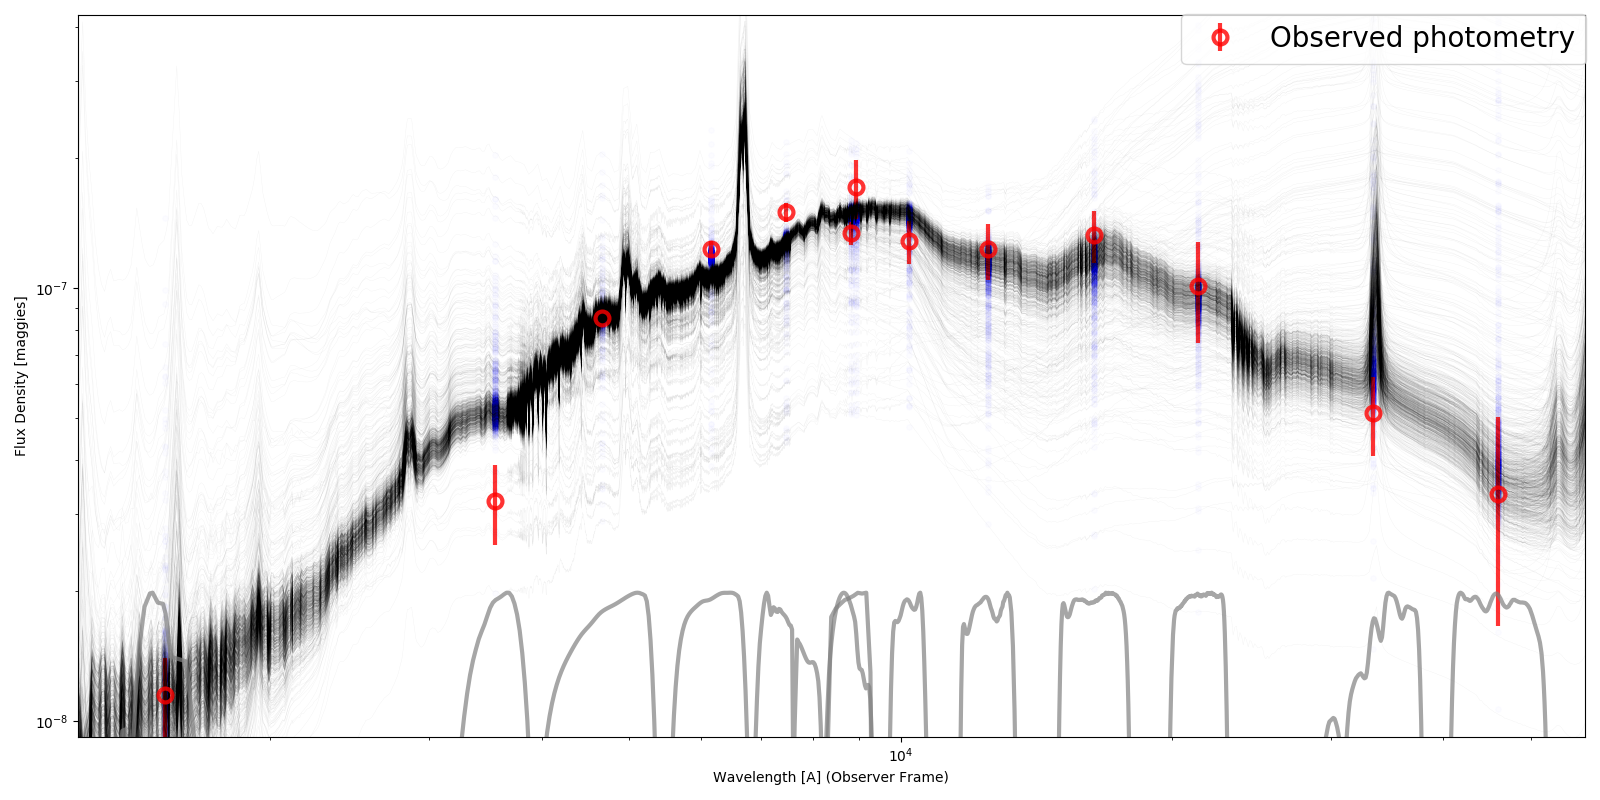 Observed photometry
Flux Density [maggies]
10⁻⁷
10⁻⁸
10⁴
Wavelength [A] (Observer Frame)